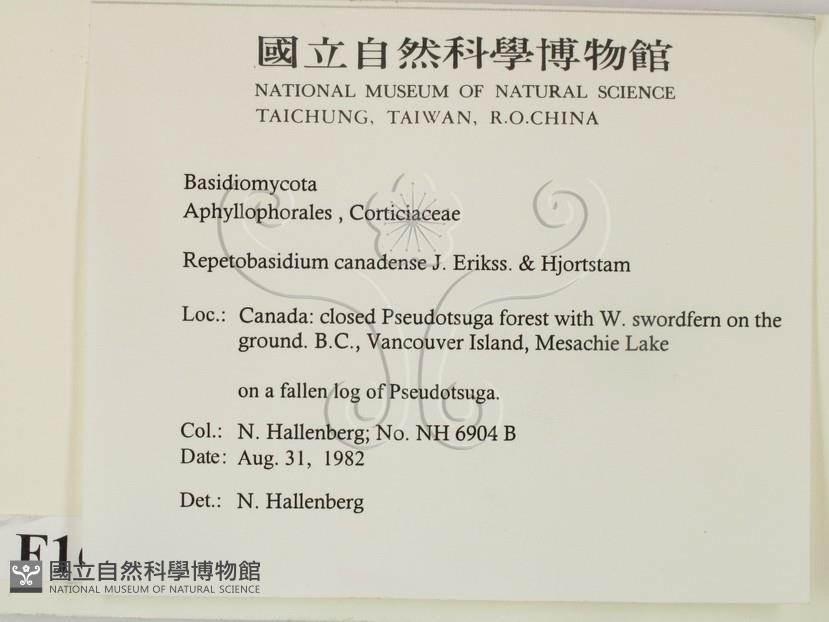 國立自然科學博物館
NATIONAL MUSEUM OF NATURAL SCIENCE
TAICHUNG, TAIWAN, R.O.CHINA
Basidiomycota
Aphyllophorales , Corticiaceae
Repetobasidium canadense J. Erikss. & Hjortstam
Loc.: Canada: closed Pseudotsuga forest with W. swordfern on the
ground. B.C., Vancouver Island, Mesachie Lake
on a fallen log of Pseudotsuga.
Col.: N. Hallenberg; No. NH 6904 B
Date: Aug. 31, 1982
Det.: N. Hallenberg
國立自然科學博物館
NATIONAL MUSEUM OF NATURAL SCIENCE